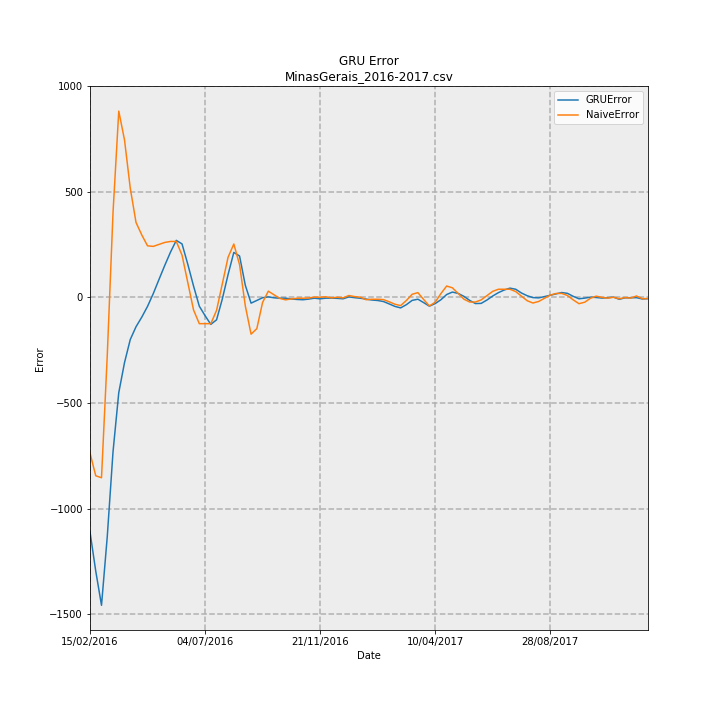 GRU Error
MinasGerais_2016-2017.csv
GRUError
NaiveError
1000
500
0
−500
−1000
−1500
Error
15/02/2016 04/07/2016 21/11/2016 10/04/2017 28/08/2017
Date